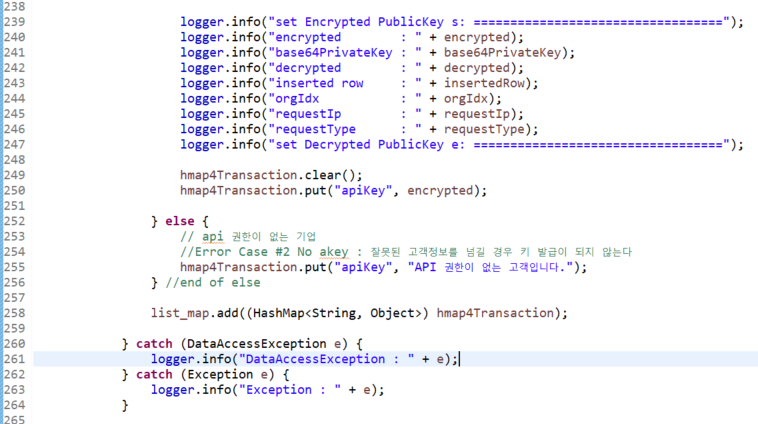 238
239 logger.info("set Encrypted PublicKey s: ==================================");
240 logger.info("encrypted        : " + encrypted);
241 logger.info("base64PrivateKey : " + base64PrivateKey);
242 logger.info("decrypted        : " + decrypted);
243 logger.info("inserted row     : " + insertedRow);
244 logger.info("orgIdx           : " + orgIdx);
245 logger.info("requestIp        : " + requestIp);
246 logger.info("requestType      : " + requestType);
247 logger.info("set Decrypted PublicKey e: ==================================");
248
249 hmap4Transaction.clear();
250 hmap4Transaction.put("apiKey", encrypted);
251
252 } else {
253 // api 권한이 없는 기업
254 //Error Case #2 No akey : 잘못된 고객정보를 넘길 경우 키 발급이 되지 않는다
255 hmap4Transaction.put("apiKey", "API 권한이 없는 고객입니다.");
256 } //end of else
257
258 list_map.add((HashMap<String, Object>) hmap4Transaction);
259
260 } catch (DataAccessException e) {
261 logger.info("DataAccessException : " + e);
262 } catch (Exception e) {
263 logger.info("Exception : " + e);
264 }
265